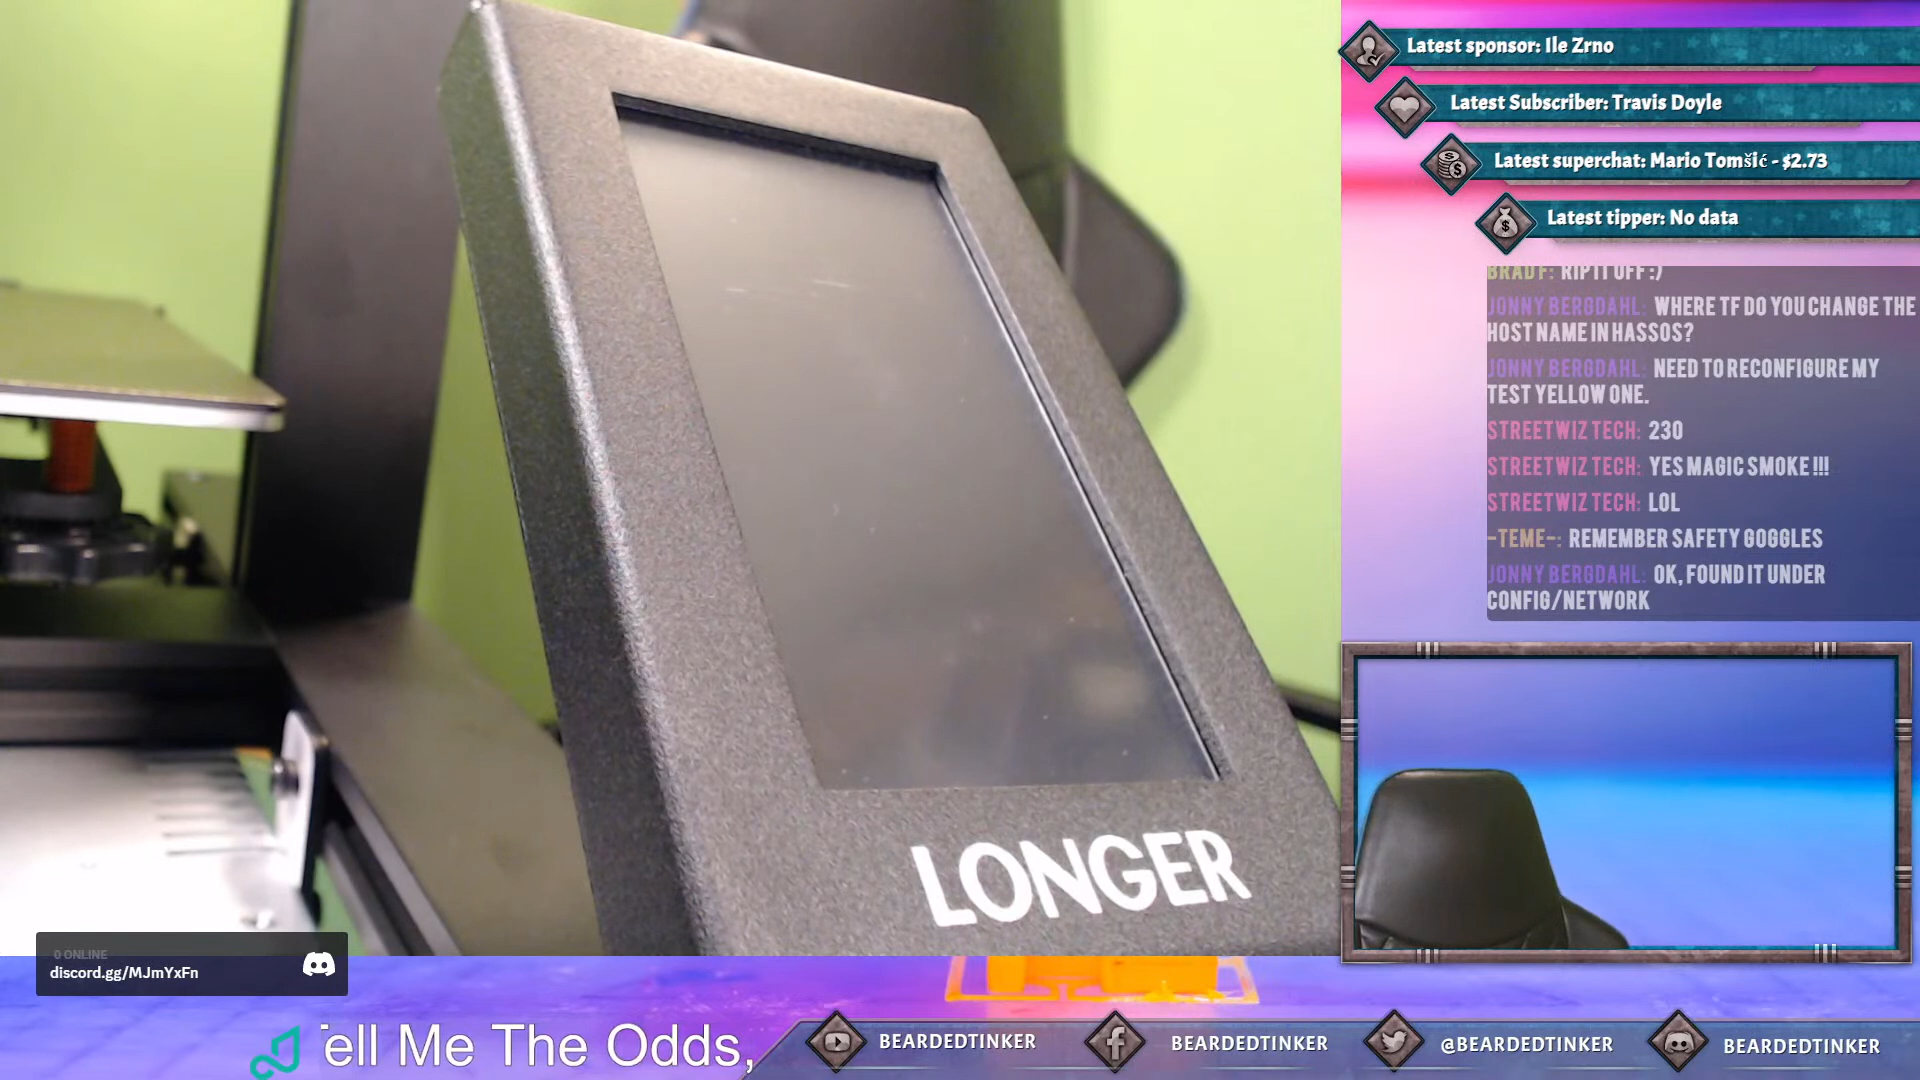 Latest sponsor: Ile Zrno
Latest Subscriber: Travis Doyle
Latest superchat: Mario Tomšić - $2.73
Latest tipper: No data
BRAD F: RIP IT OFF :)
JONNY BERGDAHL: WHERE TF DO YOU CHANGE THE
HOST NAME IN HASSOS?
JONNY BERGDAHL: NEED TO RECONFIGURE MY
TEST YELLOW ONE.
STREETWIZ TECH: 230
STREETWIZ TECH: YES MAGIC SMOKE !!!
STREETWIZ TECH: LOL
-TEME-: REMEMBER SAFETY GOGGLES
JONNY BERGDAHL: OK, FOUND IT UNDER
CONFIG/NETWORK
LONGER
0 ONLINE
discord.gg/MJmYxFn
ell Me The Odds,
BEARDEDTINKER
BEARDEDTINKER
@BEARDEDTINKER
BEARDEDTINKER